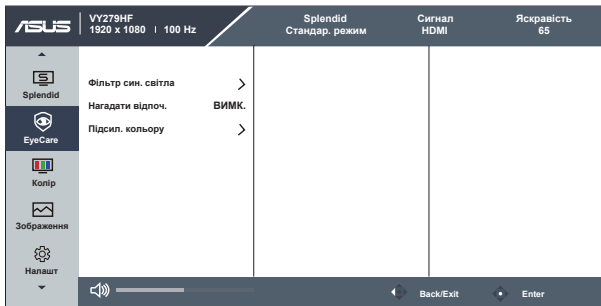 ASUS
VY279HF
1920 x 1080 100 Hz
Splendid
Стандар. режим
Сигнал
HDMI
Яскравість
65
Splendid
EyeCare
Колір
Зображення
Налашт
Фільтр син. світла
Нагадати відпоч. ВИМК.
Підсил. кольору
Back/Exit
Enter